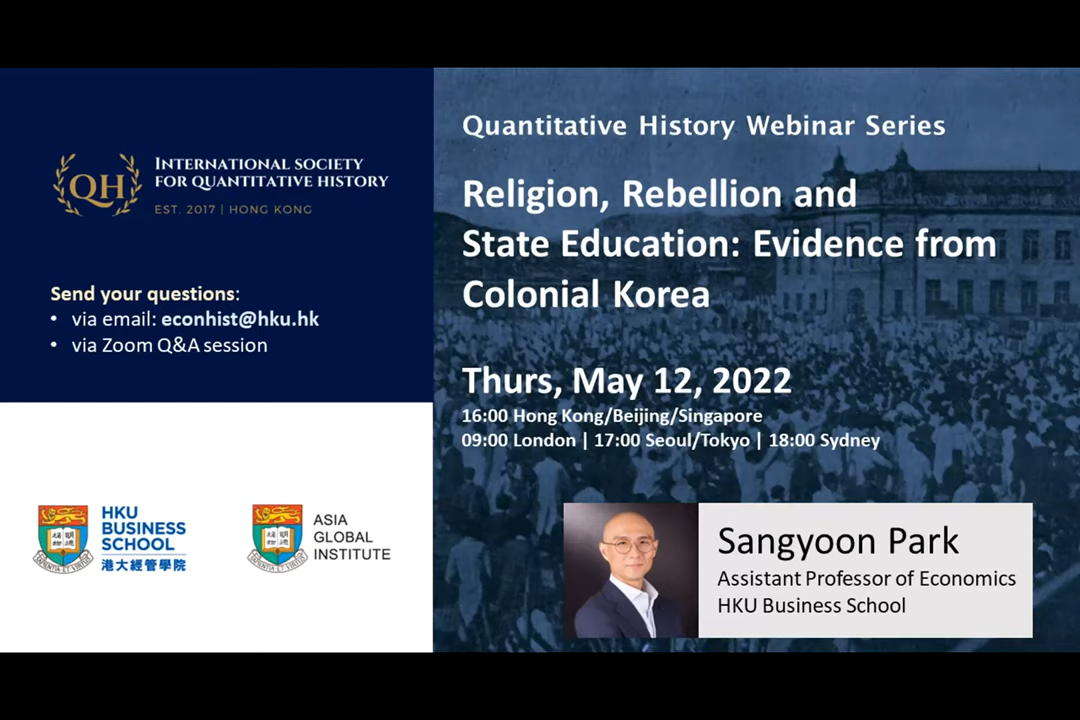 QH
INTERNATIONAL SOCIETY
FOR QUANTITATIVE HISTORY
EST. 2017 | HONG KONG
Send your questions:
• via email: econhist@hku.hk
• via Zoom Q&A session
HKU
BUSINESS
SCHOOL
港大經管學院
ASIA
GLOBAL
INSTITUTE
Quantitative History Webinar Series
Religion, Rebellion and
State Education: Evidence from
Colonial Korea
Thurs, May 12, 2022
16:00 Hong Kong/Beijing/Singapore
09:00 London | 17:00 Seoul/Tokyo | 18:00 Sydney
Sangyoon Park
Assistant Professor of Economics
HKU Business School